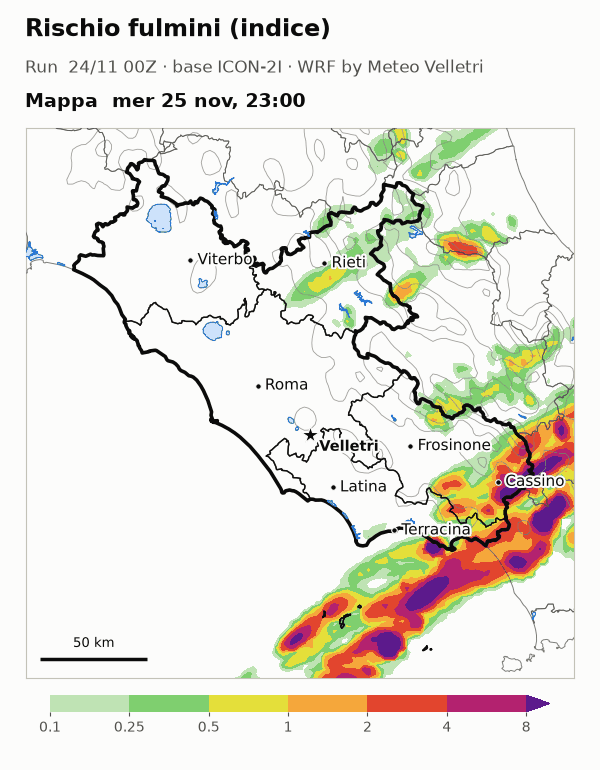 Rischio fulmini (indice)
Run  24/11 00Z · base ICON-2I · WRF by Meteo Velletri
Mappa  mer 25 nov, 23:00
Viterbo
Rieti
Roma
Velletri
Frosinone
Cassino
Latina
Terracina
50 km
0.1 0.25 0.5 1 2 4 8